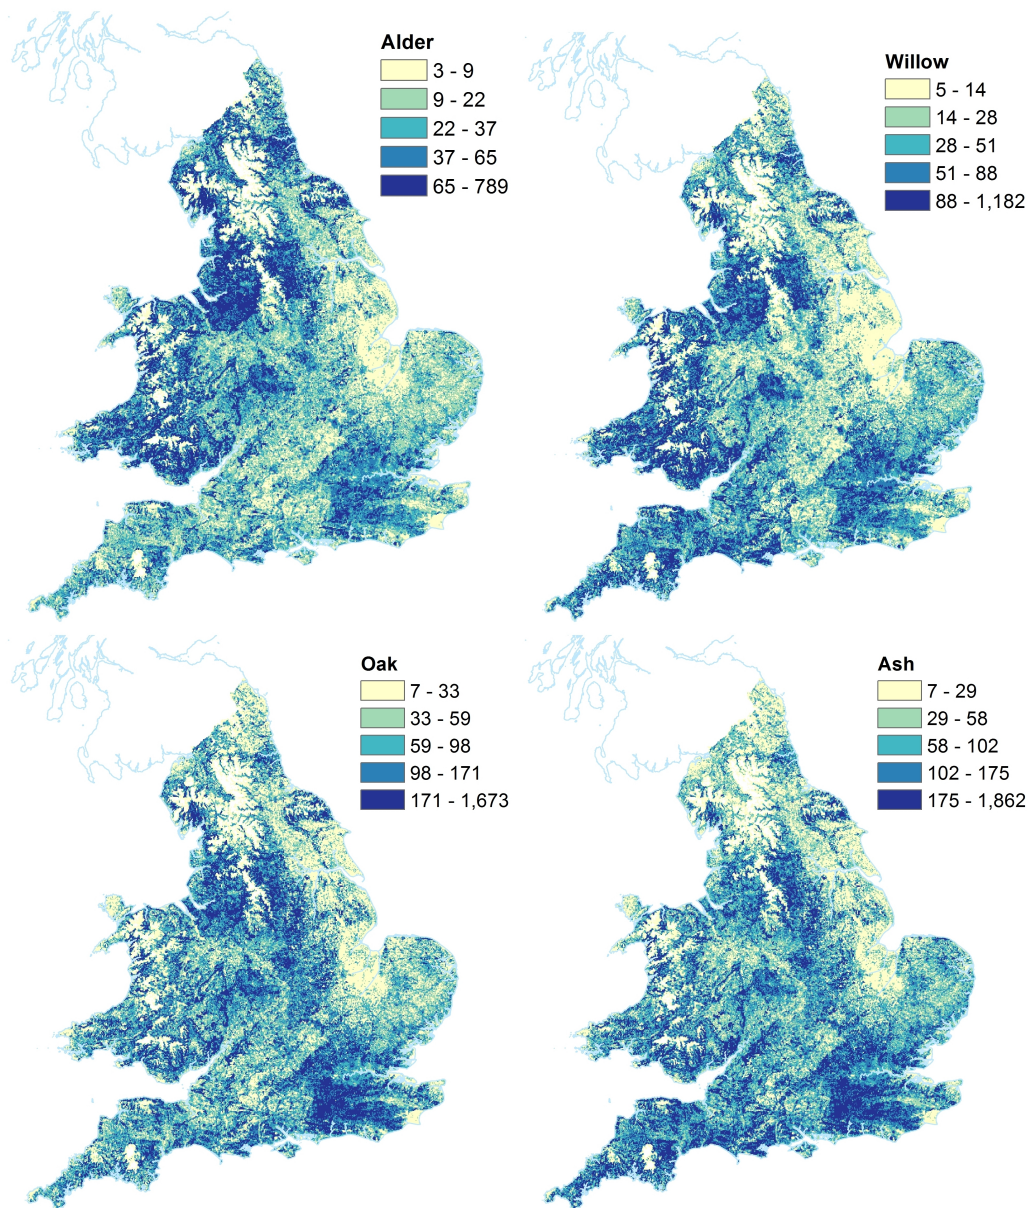 Alder
3 - 9
9 - 22
22 - 37
37 - 65
65 - 789
Willow
5 - 14
14 - 28
28 - 51
51 - 88
88 - 1,182
Oak
7 - 33
33 - 59
59 - 98
98 - 171
171 - 1,673
Ash
7 - 29
29 - 58
58 - 102
102 - 175
175 - 1,862